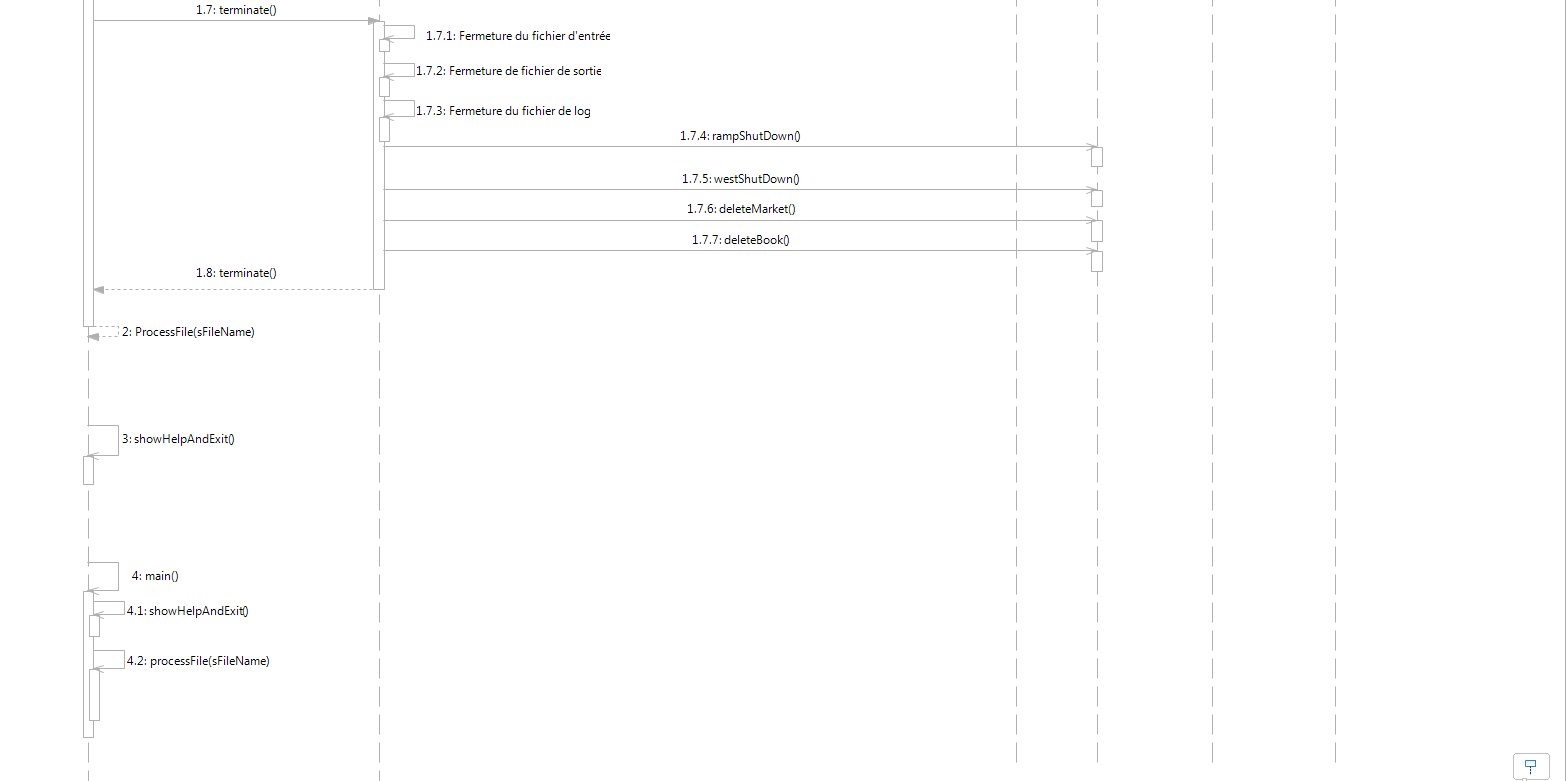 1.7: terminate()
1.7.1: Fermeture du fichier d'entrée
1.7.2: Fermeture de fichier de sortie
1.7.3: Fermeture du fichier de log
1.7.4: rampShutDown()
1.7.5: westShutDown()
1.7.6: deleteMarket()
1.7.7: deleteBook()
1.8: terminate()
2: ProcessFile(sFileName)
3: showHelpAndExit()
4: main()
4.1: showHelpAndExit()
4.2: processFile(sFileName)